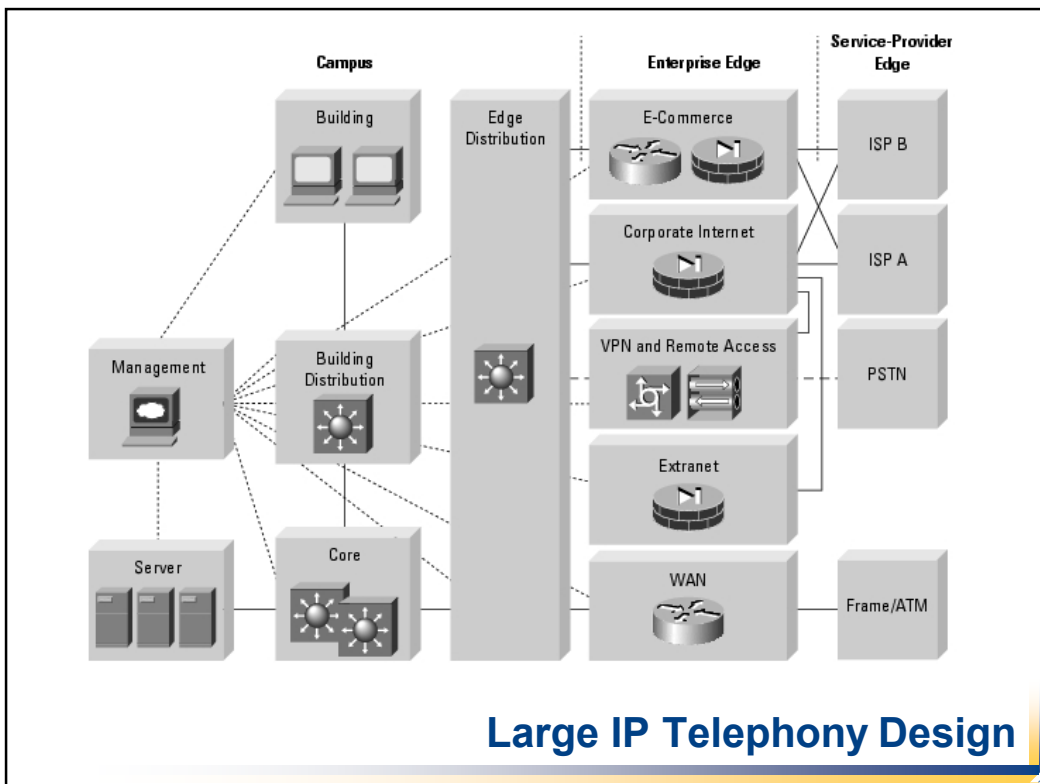 Campus
Enterprise Edge
Service-Provider
Edge
Building
Edge
Distribution
E-Commerce
ISP B
Corporate Internet
ISP A
Management
Building
Distribution
VPN and Remote Access
PSTN
Extranet
Server
Core
WAN
Frame/ATM
Large IP Telephony Design